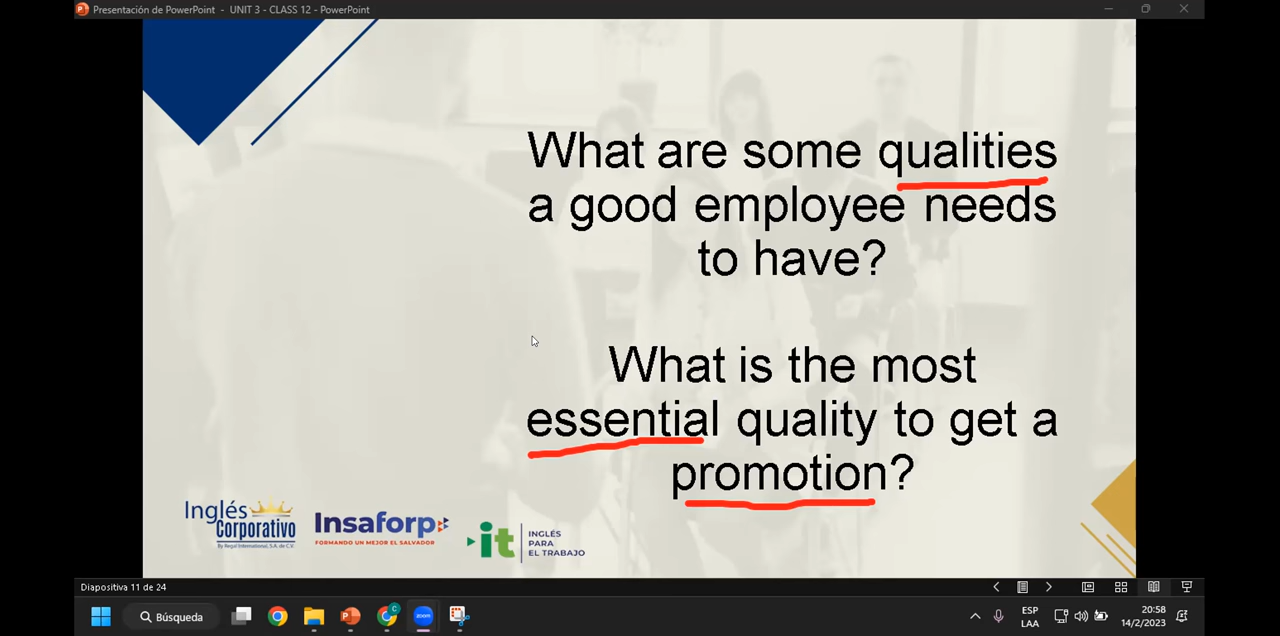 Presentación de PowerPoint - UNIT 3 - CLASS 12 - PowerPoint
What are some qualities
a good employee needs
to have?
What is the most
essential quality to get a
promotion?
Inglés
Corporativo
By Regal International, S.A. de C.V.
Insaforp
FORMANDO UN MEJOR EL SALVADOR
it
INGLÉS
PARA
EL TRABAJO
Diapositiva 11 de 24
Búsqueda
C
zoom
ESP
LAA
20:58
14/2/2023